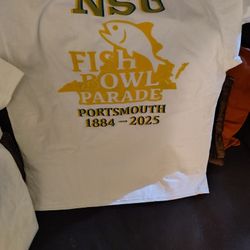 NSU
FISH
BOWL
PARADE
PORTSMOUTH
1884 - 2025